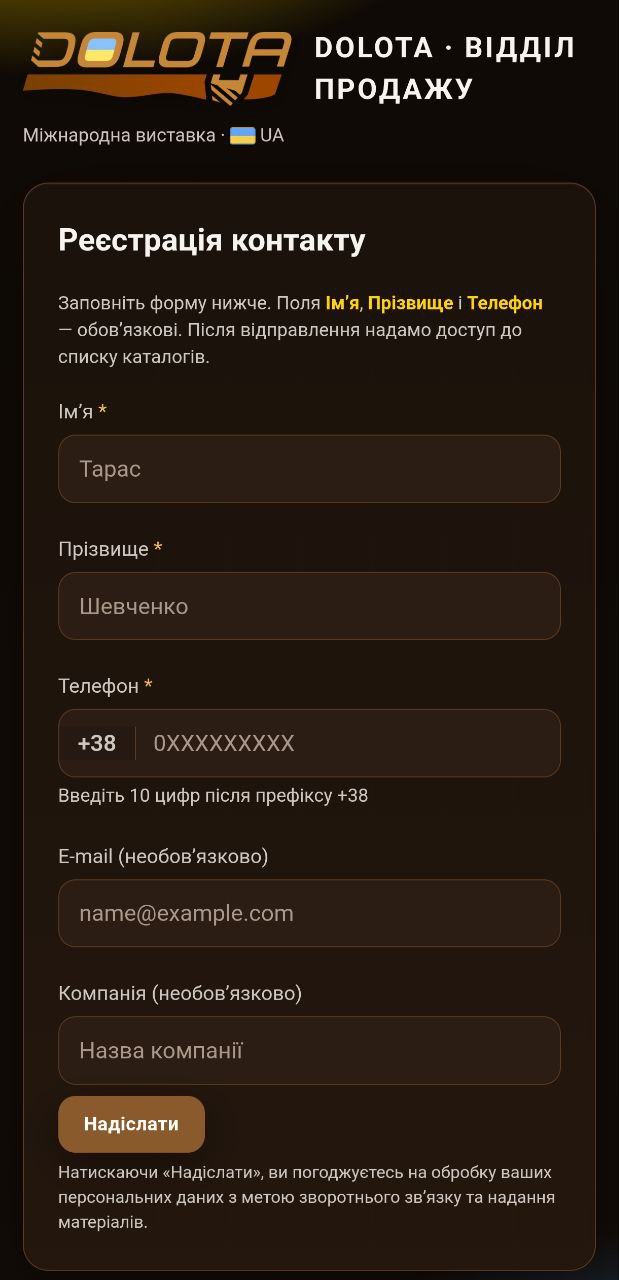 DOLOTA
DOLOTA · ВІДДІЛ
ПРОДАЖУ
Міжнародна виставка · 🇺🇦 UA
Реєстрація контакту
Заповніть форму нижче. Поля Ім’я, Прізвище і Телефон
— обов’язкові. Після відправлення надамо доступ до
списку каталогів.
Ім’я *
Тарас
Прізвище *
Шевченко
Телефон *
+38 0XXXXXXXXX
Введіть 10 цифр після префіксу +38
E-mail (необов’язково)
name@example.com
Компанія (необов’язково)
Назва компанії
Надіслати
Натискаючи «Надіслати», ви погоджуєтесь на обробку ваших
персональних даних з метою зворотнього зв’язку та надання
матеріалів.